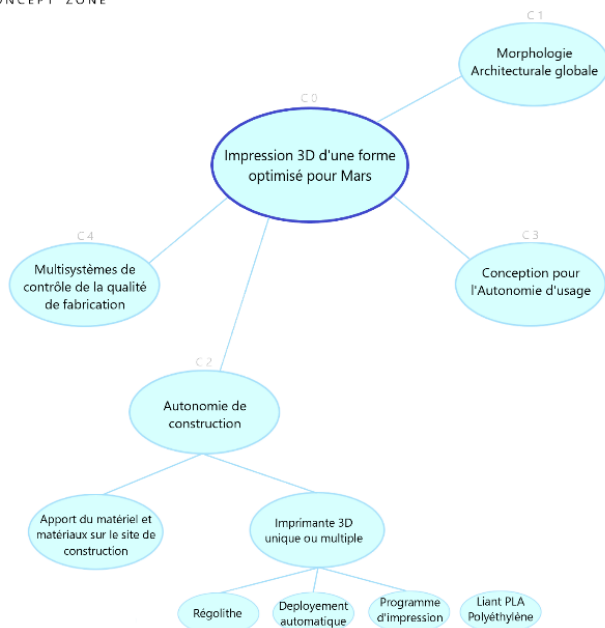 CONCEPT ZONE
C 1
Morphologie
Architecturale globale
C 0
Impression 3D d'une forme
optimisé pour Mars
C 4
Multisystèmes de
contrôle de la qualité
de fabrication
C 3
Conception pour
l'Autonomie d'usage
C 2
Autonomie de
construction
Apport du matériel et
matériaux sur le site de
construction
Imprimante 3D
unique ou multiple
Régolithe
Deployement
automatique
Programme
d'impression
Liant PLA
Polyéthylène